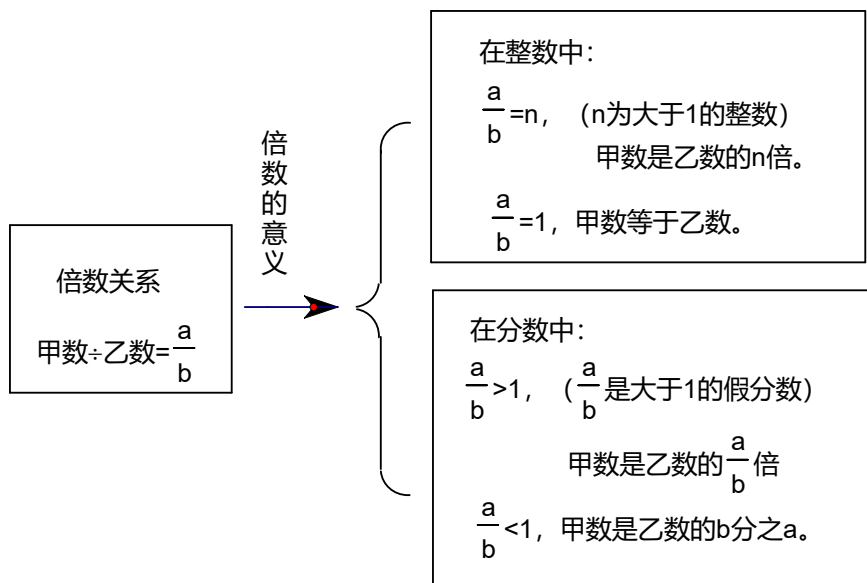 倍数关系
甲数÷乙数=a/b
倍数的意义
在整数中：
a/b=n，（n为大于1的整数）
甲数是乙数的n倍。
a/b=1，甲数等于乙数。
在分数中：
a/b>1，（a/b是大于1的假分数）
甲数是乙数的a/b倍
a/b<1，甲数是乙数的b分之a。